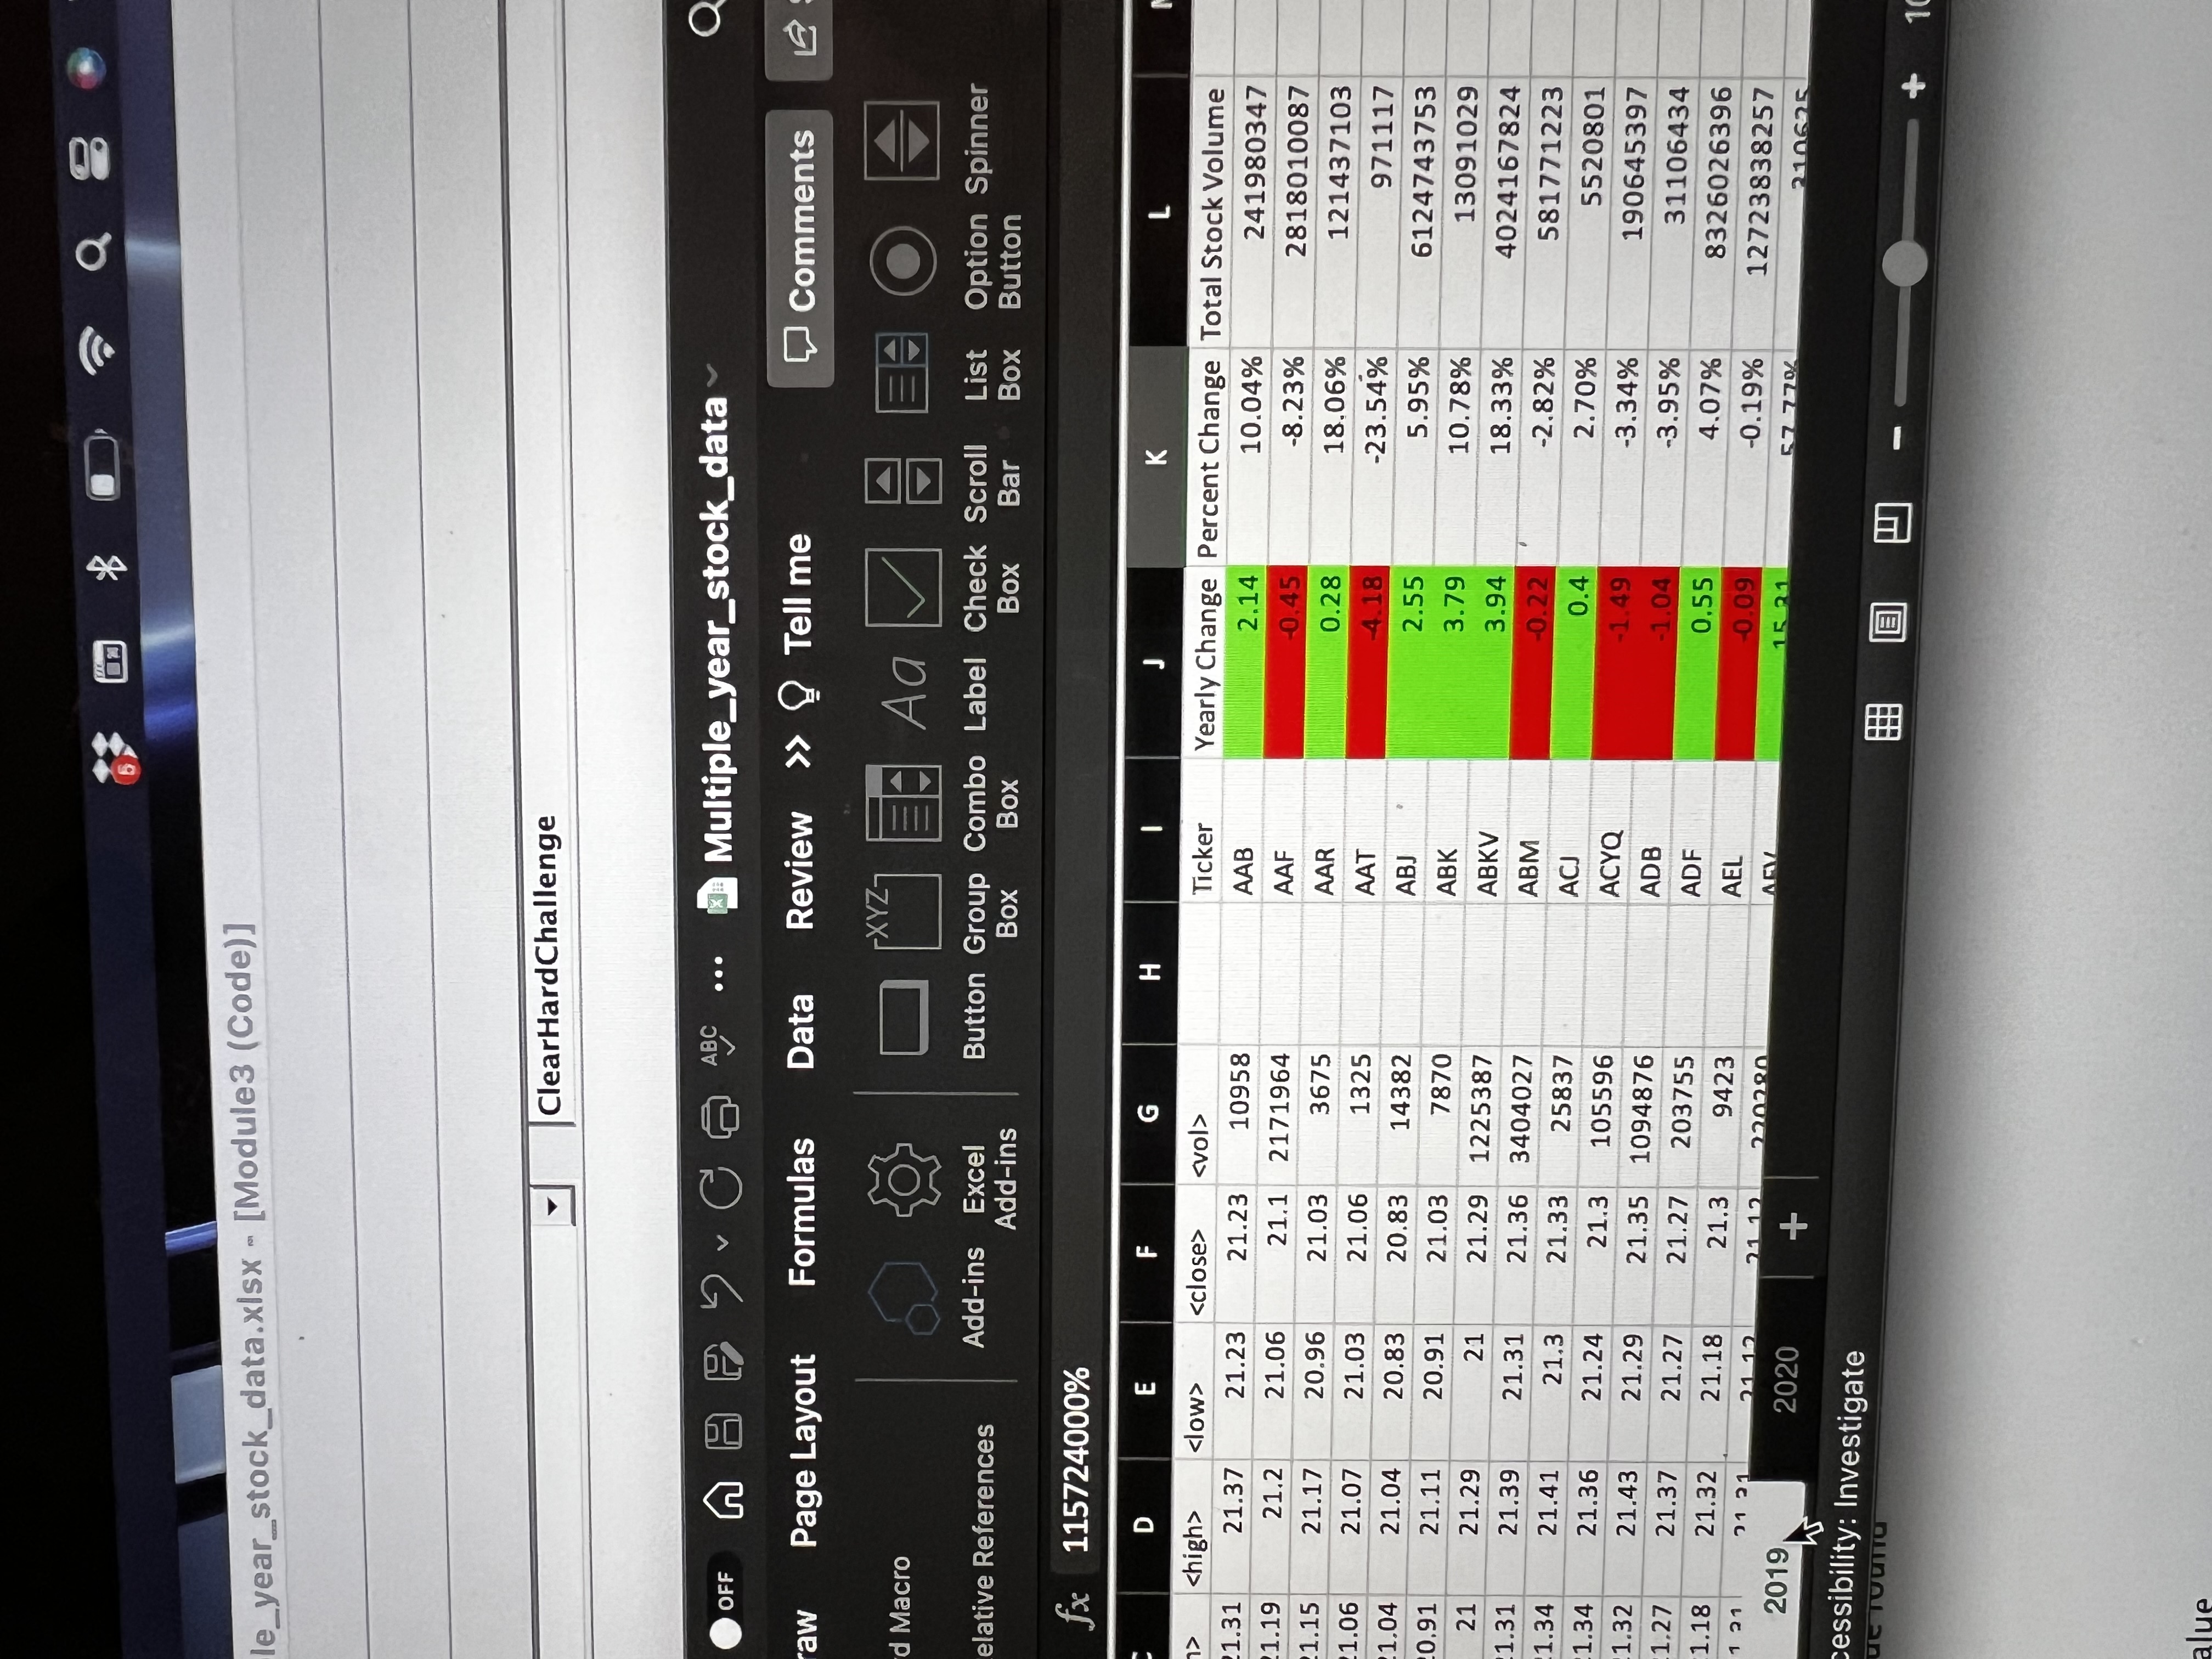 5
le_year_stock_data.xlsx - [Module3 (Code)]
ClearHardChallenge
OFF ABC ... Multiple_year_stock_data
raw Page Layout Formulas Data Review >> Tell me Comments
d Macro
XYZ Aa
elative References Add-ins Excel Add-ins Button Group Box Combo Box Label Check Box Scroll Bar List Box Option Button Spinner
fx 115724000%
C D E F G H I J K L
n> <high> <low> <close> <vol> Ticker Yearly Change Percent Change Total Stock Volume
21.31 21.37 21.23 21.23 10958 AAB 2.14 10.04% 241980347
21.19 21.2 21.06 21.1 2171964 AAF -0.45 -8.23% 2818010087
21.15 21.17 20.96 21.03 3675 AAR 0.28 18.06% 121437103
21.06 21.07 21.03 21.06 1325 AAT -4.18 -23.54% 971117
21.04 21.04 20.83 20.83 14382 ABJ 2.55 5.95% 6124743753
20.91 21.11 20.91 21.03 7870 ABK 3.79 10.78% 13091029
21 21.29 21 21.29 1225387 ABKV 3.94 18.33% 4024167824
21.31 21.39 21.31 21.36 3404027 ABM -0.22 -2.82% 581771223
21.34 21.41 21.3 21.33 25837 ACJ 0.4 2.70% 5520801
21.34 21.36 21.24 21.3 105596 ACYQ -1.49 -3.34% 190645397
21.32 21.43 21.29 21.35 1094876 ADB -1.04 -3.95% 31106434
21.27 21.37 21.27 21.27 203755 ADF 0.55 4.07% 8326026396
1.18 21.32 21.18 21.3 9423 AEL -0.09 -0.19% 12723838257
21.31 21.12 21.12 220280 AEV 15.31 57.77% 210625
2019 2020 +
cessibility: Investigate
ue found
- + 10
alue